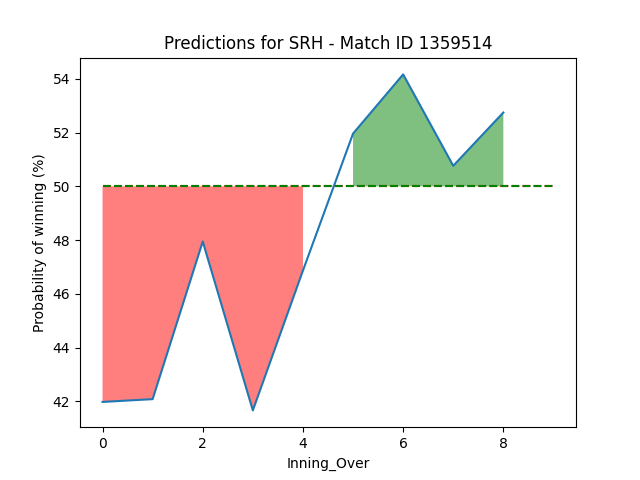 Predictions for SRH - Match ID 1359514
Probability of winning (%)
54
52
50
48
46
44
42
0 2 4 6 8
Inning_Over